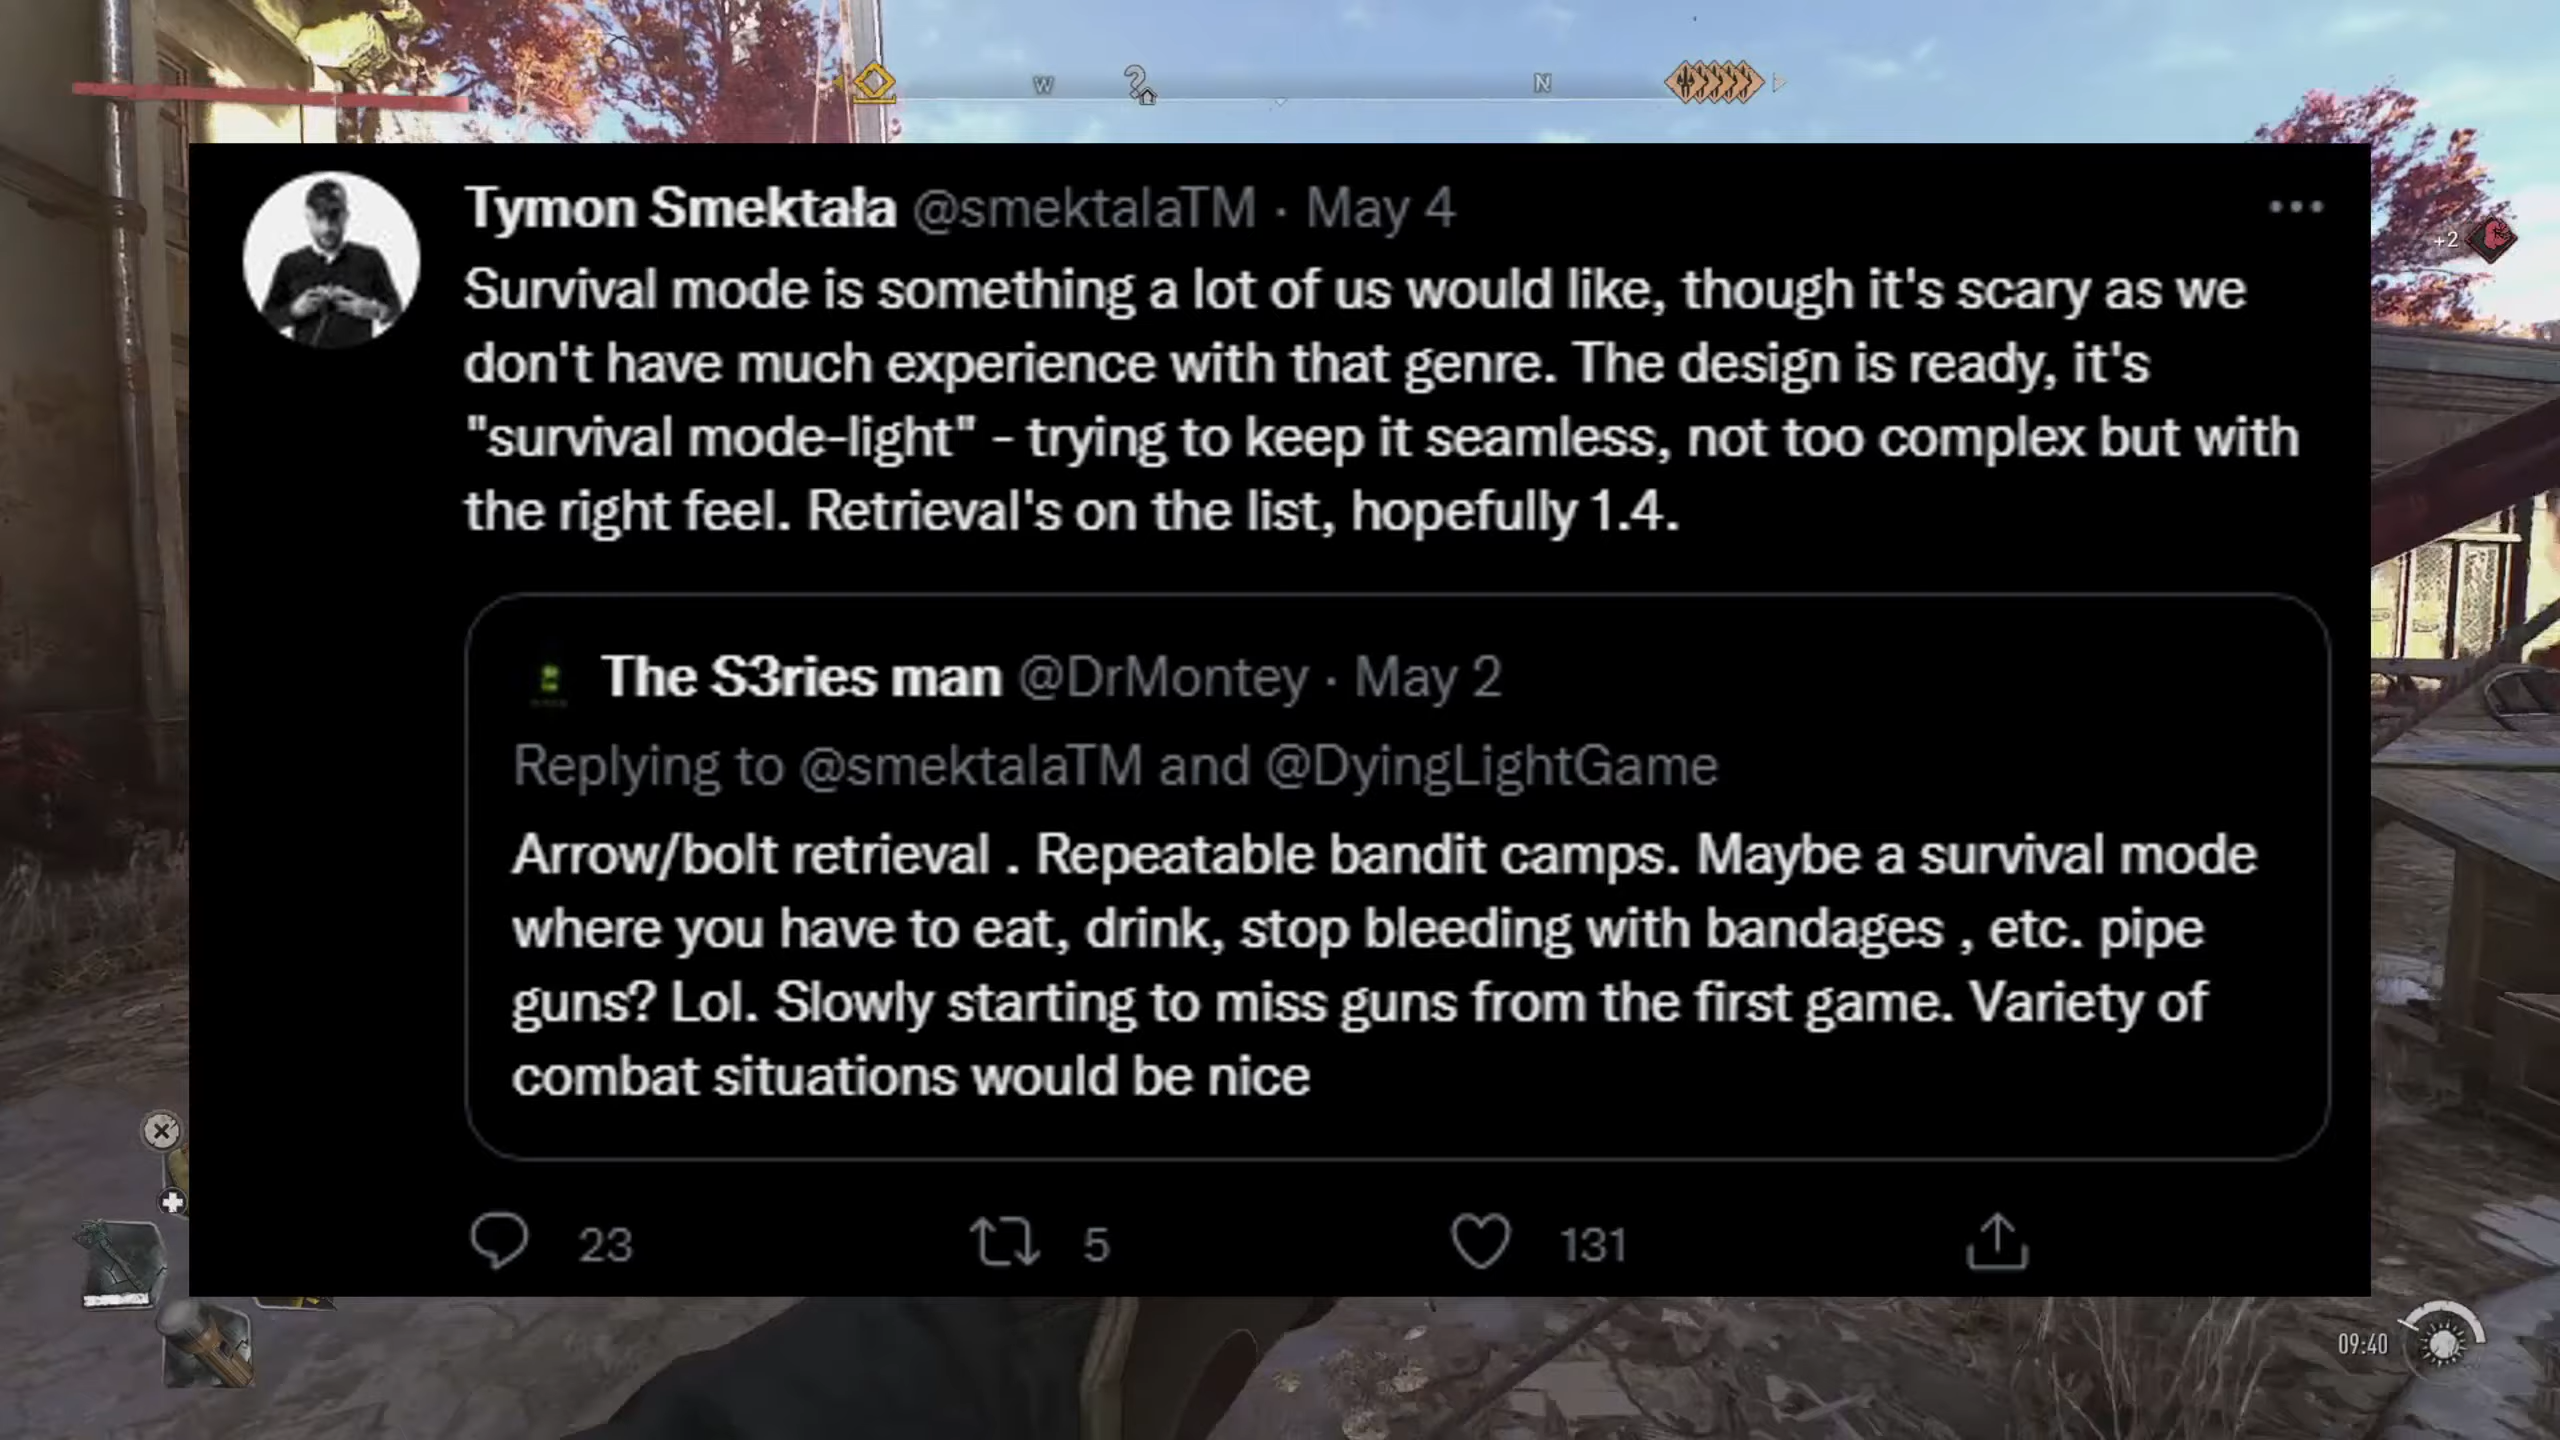 W
N
Tymon Smektała @smektalaTM · May 4
+2
Survival mode is something a lot of us would like, though it's scary as we
don't have much experience with that genre. The design is ready, it's
"survival mode-light" - trying to keep it seamless, not too complex but with
the right feel. Retrieval's on the list, hopefully 1.4.
The S3ries man @DrMontey · May 2
Replying to @smektalaTM and @DyingLightGame
Arrow/bolt retrieval . Repeatable bandit camps. Maybe a survival mode
where you have to eat, drink, stop bleeding with bandages , etc. pipe
guns? Lol. Slowly starting to miss guns from the first game. Variety of
combat situations would be nice
23 5 131
09:40